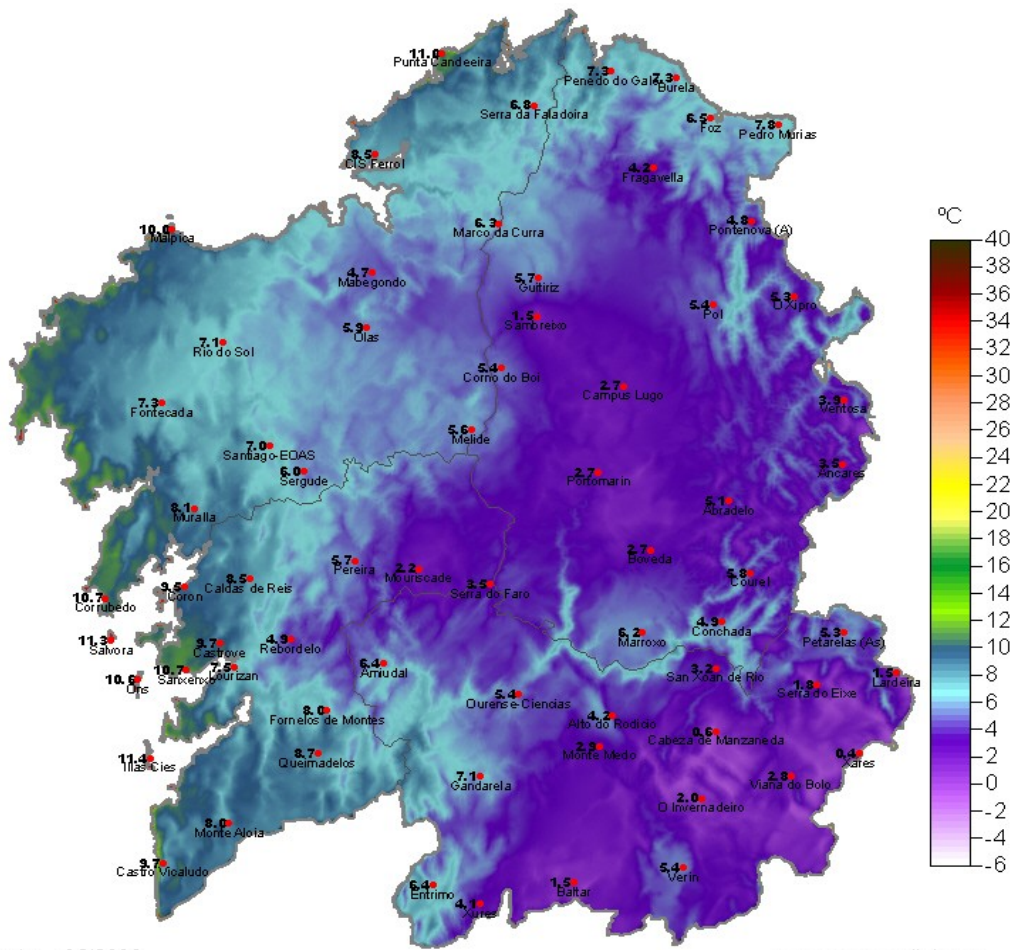 11.0
Punta Candeeira
7.3
Penedo do Galo
7.3
Burela
6.8
Serra da Faladoira
6.5
Foz
7.8
Pedro Murias
8.5
CIS Ferrol
4.2
Fragavella
10.0
Malpica
6.3
Marco da Curra
4.8
Pontenova (A)
ºC
4.7
Mabegondo
5.7
Guitiriz
5.4
Pol
5.3
O Xipro
1.5
Sambreixo
5.9
Olas
7.1
Rio do Sol
5.4
Corno do Boi
2.7
Campus Lugo
7.3
Fontecada
3.9
Ventosa
5.6
Melide
7.0
Santiago-EOAS
6.0
Sergude
2.7
Portomarin
3.5
Ancares
8.1
Muralla
5.1
Abradelo
5.7
Pereira
2.2
Mouriscade
2.7
Boveda
8.5
Caldas de Reis
9.5
Coron
3.5
Serra do Faro
5.8
Courel
10.7
Corrubedo
11.3
Salvora
9.7
Castrove
4.9
Rebordelo
6.2
Marroxo
4.9
Conchada
5.3
Petarelas (As)
10.6
Ons
10.7
Sanxenxo
7.5
Lourizan
6.4
Amiudal
3.2
San Xoan de Rio
1.8
Serra do Eixe
1.5
Lardeira
8.0
Fornelos de Montes
5.4
Ourense-Ciencias
4.2
Alto do Rodicio
0.6
Cabeza de Manzaneda
11.4
Illas Cies
8.7
Queimadelos
2.9
Monte Medo
0.4
Xares
7.1
Gandarela
2.0
O Invernadeiro
2.8
Viana do Bolo
8.0
Monte Aloia
9.7
Castro Vicaludo
6.4
Entrimo
4.1
Xures
1.5
Baltar
5.4
Verin
40
38
36
34
32
30
28
26
24
22
20
18
16
14
12
10
8
6
4
2
0
-2
-4
-6